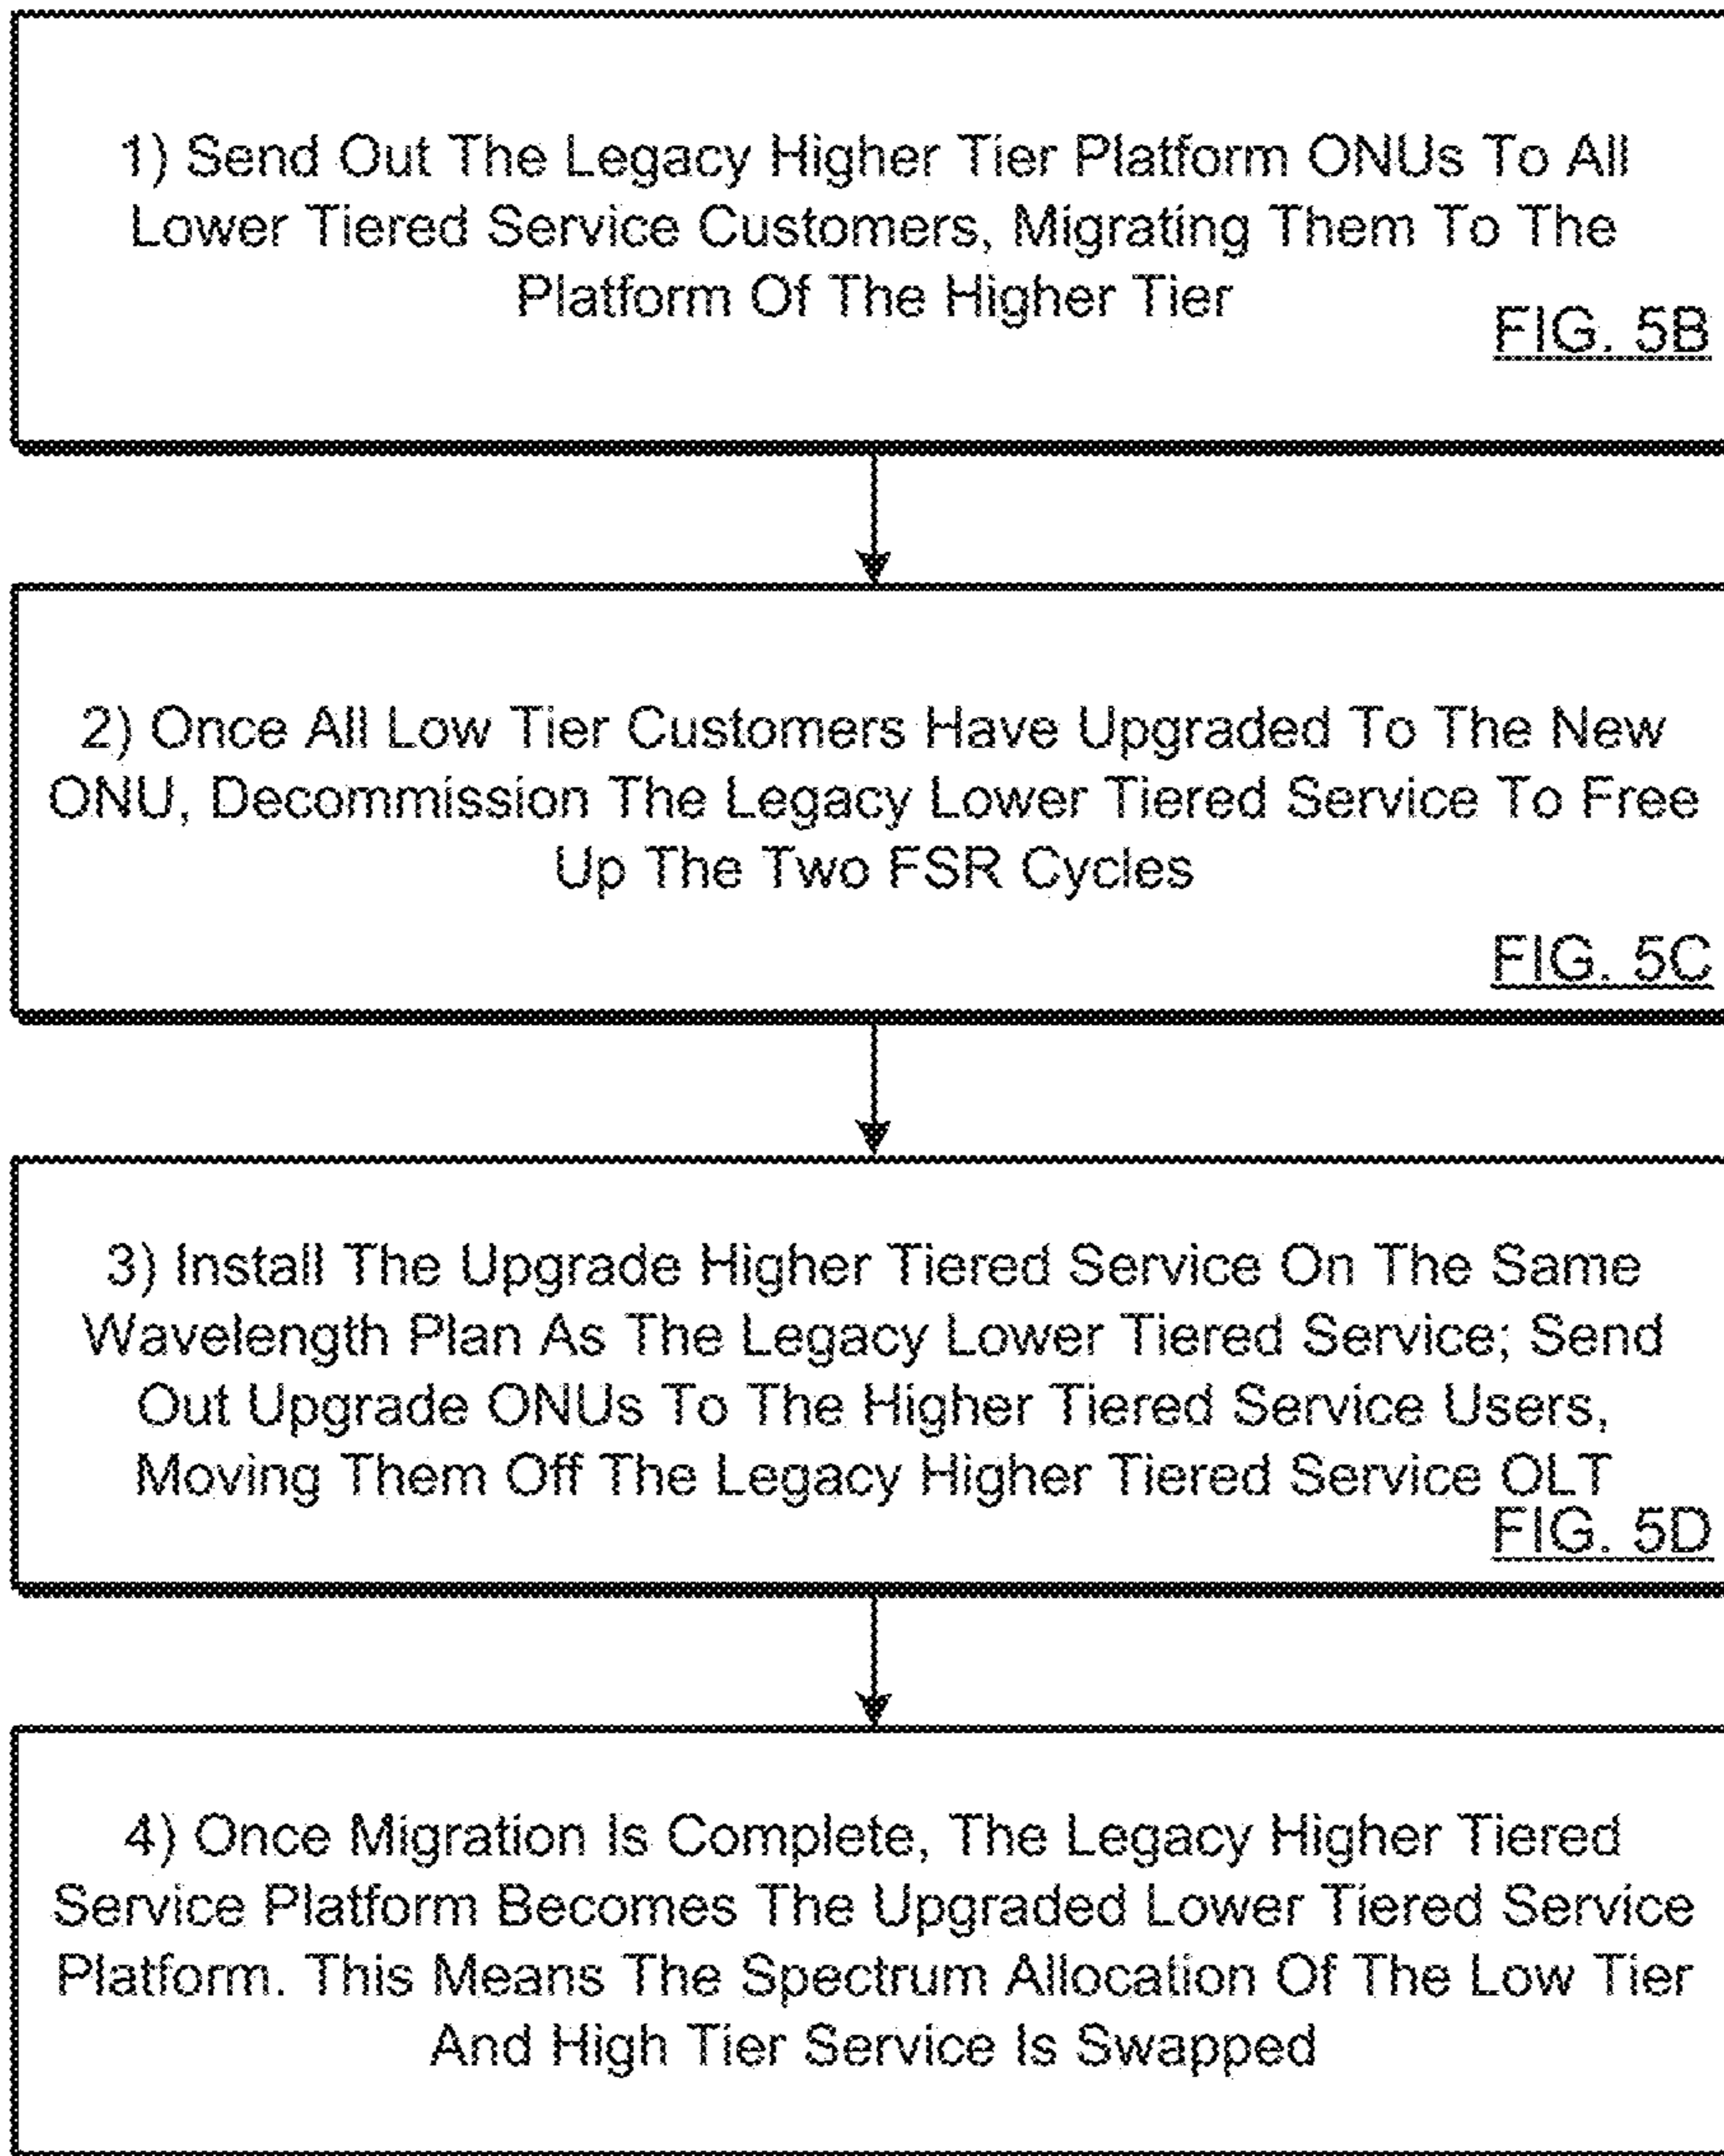 1) Send Out The Legacy Higher Tier Platform ONUs To All
Lower Tiered Service Customers, Migrating Them To The
Platform Of The Higher Tier
FIG. 5B
2) Once All Low Tier Customers Have Upgraded To The New
ONU, Decommission The Legacy Lower Tiered Service To Free
Up The Two FSR Cycles
FIG. 5C
3) Install The Upgrade Higher Tiered Service On The Same
Wavelength Plan As The Legacy Lower Tiered Service; Send
Out Upgrade ONUs To The Higher Tiered Service Users,
Moving Them Off The Legacy Higher Tiered Service OLT
FIG. 5D
4) Once Migration Is Complete, The Legacy Higher Tiered
Service Platform Becomes The Upgraded Lower Tiered Service
Platform. This Means The Spectrum Allocation Of The Low Tier
And High Tier Service Is Swapped